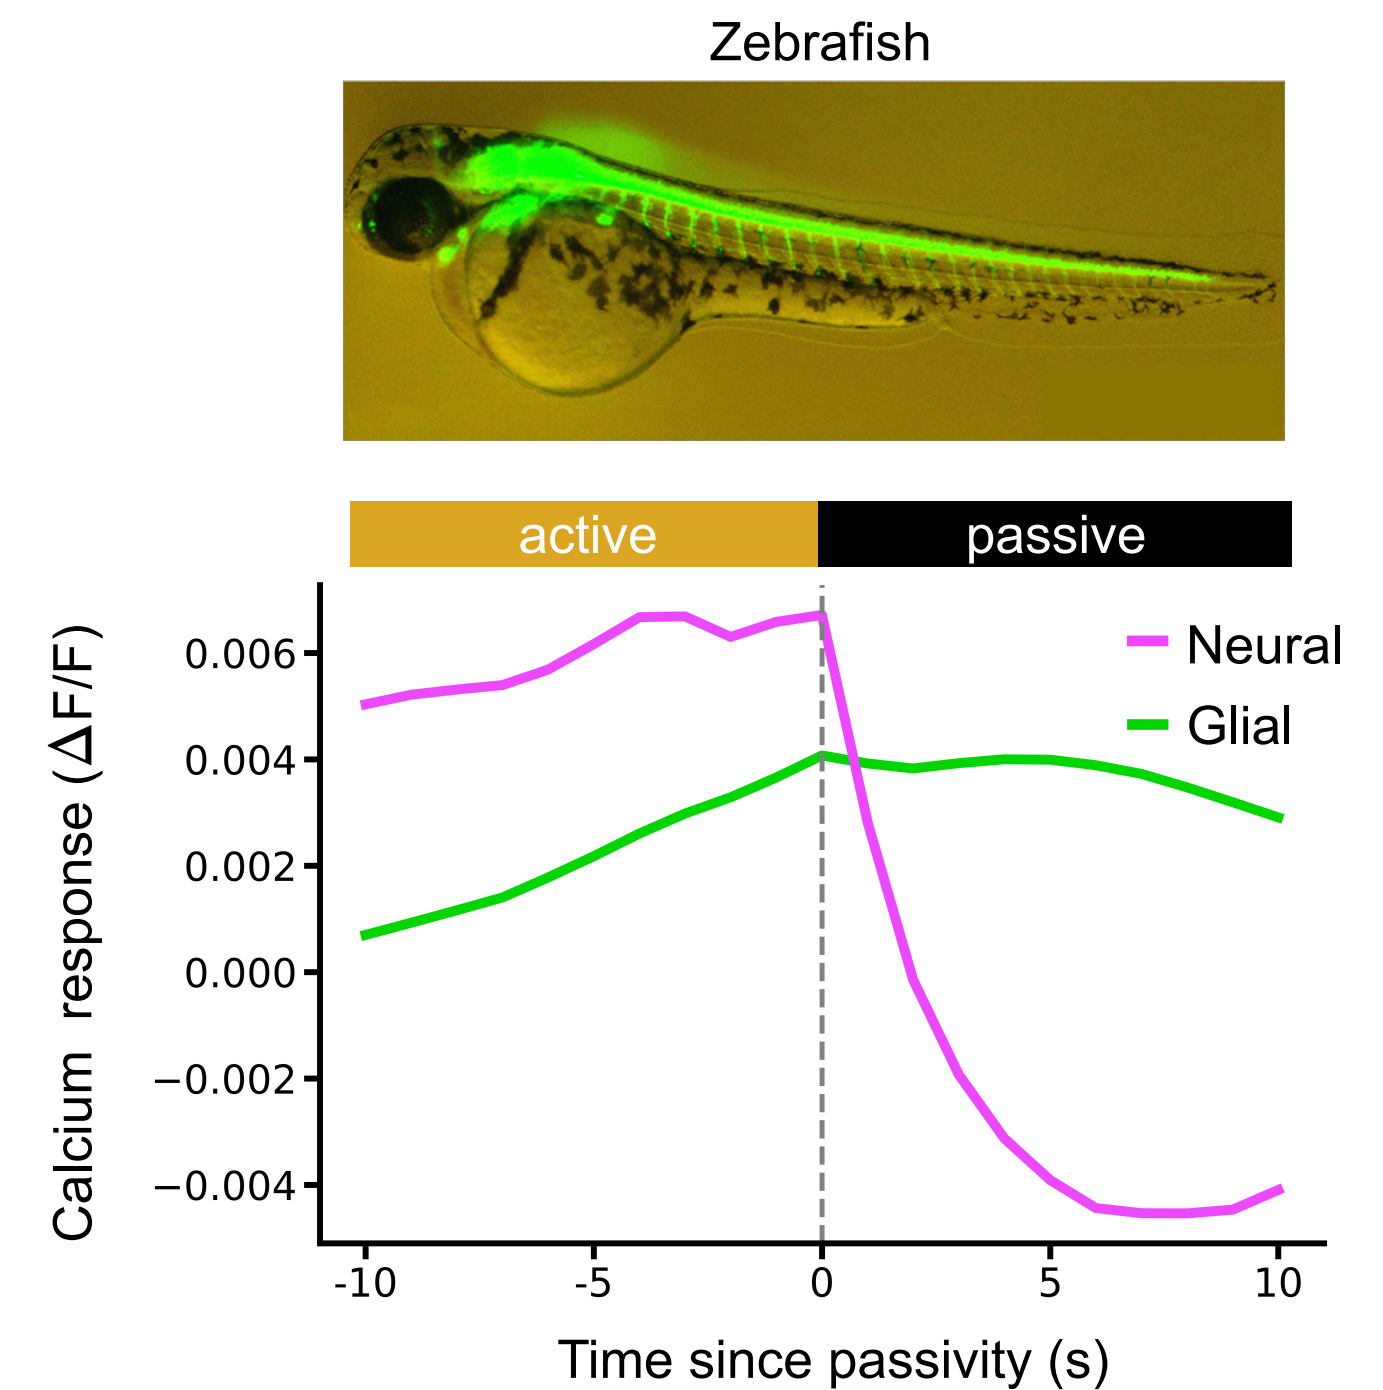 Zebrafish
active
passive
Neural
Glial
Calcium response (ΔF/F)
0.006
0.004
0.002
0.000
−0.002
−0.004
-10
-5
0
5
10
Time since passivity (s)